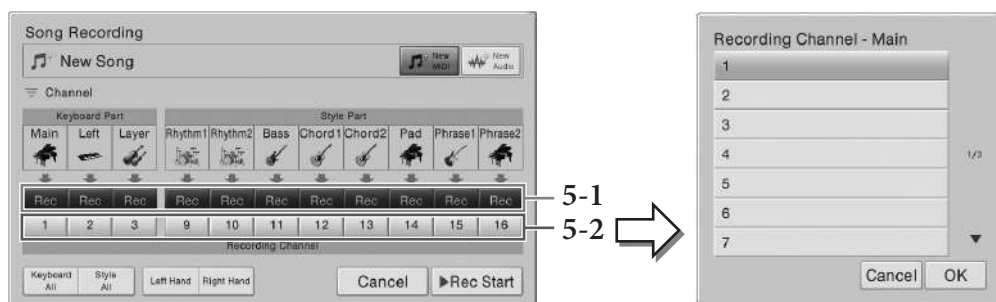 Song Recording
New Song
New MIDI
New Audio
Channel
Keyboard Part
Style Part
Main Left Layer Rhythm1 Rhythm2 Bass Chord1 Chord2 Pad Phrase1 Phrase2
Rec Rec Rec Rec Rec Rec Rec Rec Rec Rec Rec
1 2 3 9 10 11 12 13 14 15 16
Recording Channel
Keyboard All
Style All
Left Hand
Right Hand
Cancel
▶Rec Start
5-1
5-2
Recording Channel - Main
1
2
3
4
5
6
7
Cancel
OK